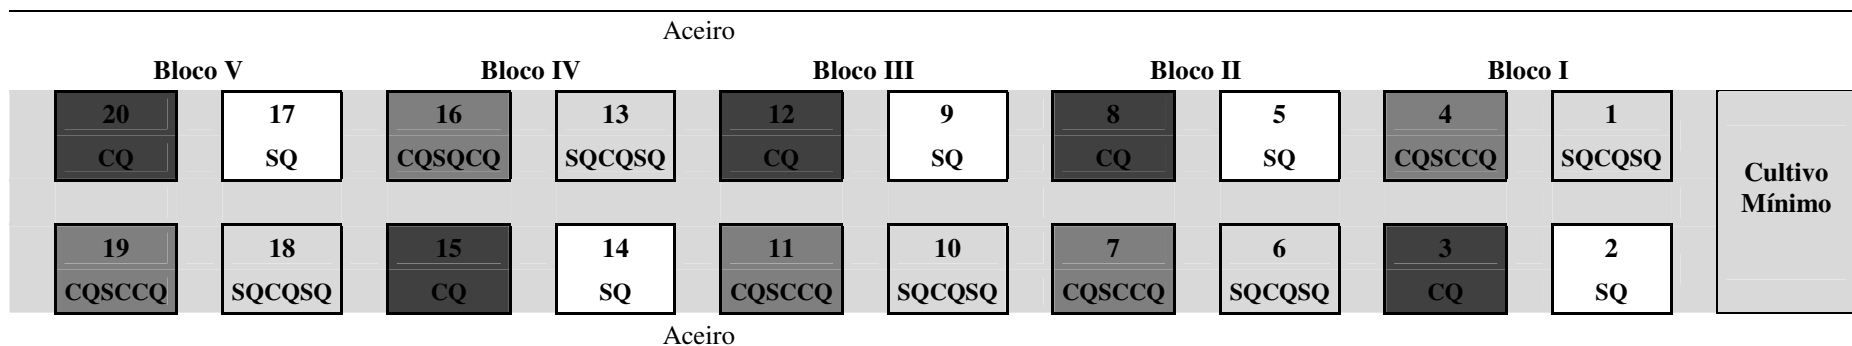 Aceiro
Bloco V Bloco IV Bloco III Bloco II Bloco I
20 17 16 13 12 9 8 5 4 1
CQ SQ CQSQCQ SQCQSQ CQ SQ CQ SQ CQSCCQ SQCQSQ
Cultivo
Mínimo
19 18 15 14 11 10 7 6 3 2
CQSCCQ SQCQSQ CQ SQ CQSCCQ SQCQSQ CQSCCQ SQCQSQ CQ SQ
Aceiro